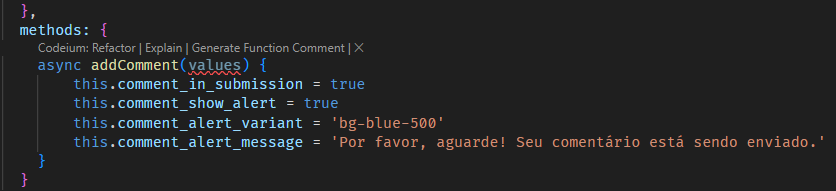 },
methods: {
Codeium: Refactor | Explain | Generate Function Comment | ✕
async addComment(values) {
this.comment_in_submission = true
this.comment_show_alert = true
this.comment_alert_variant = 'bg-blue-500'
this.comment_alert_message = 'Por favor, aguarde! Seu comentário está sendo enviado.'
}
}